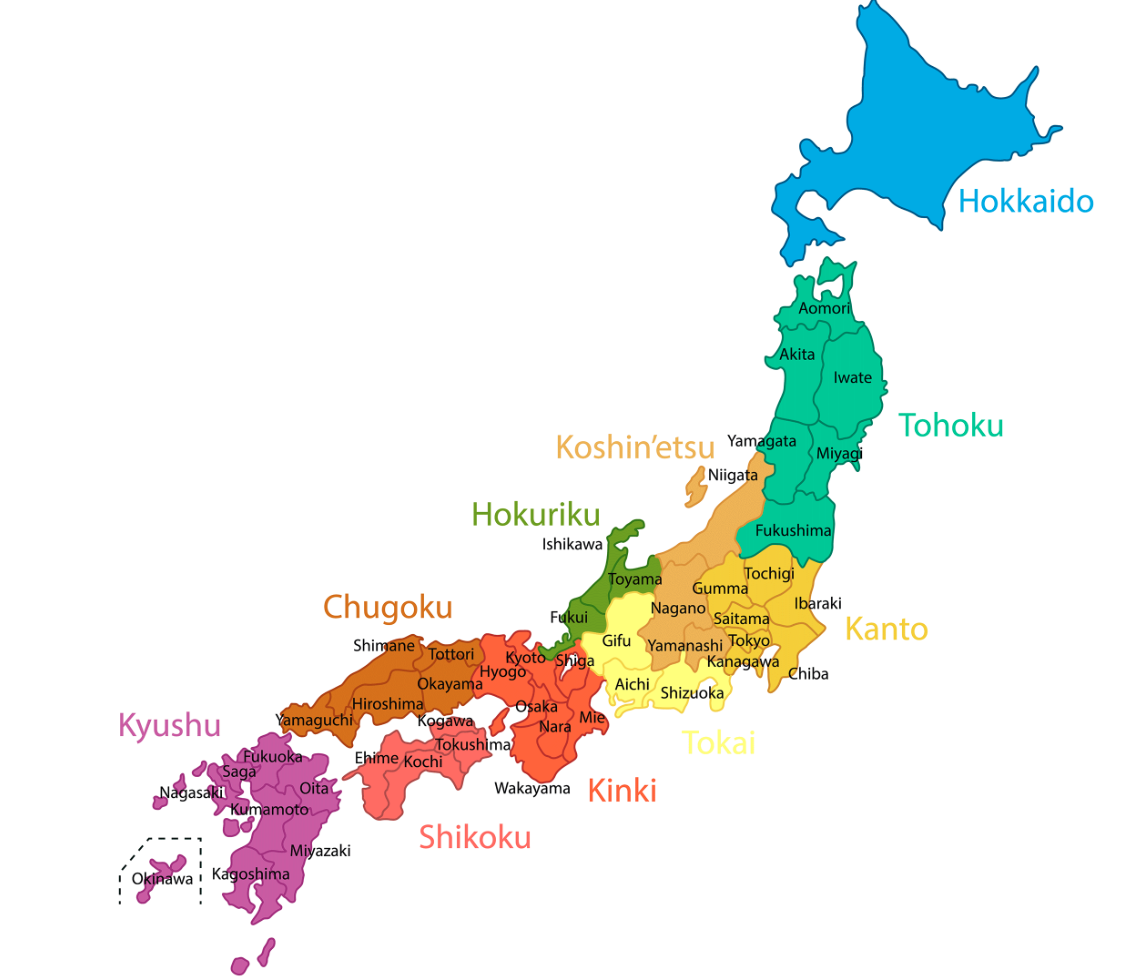 Hokkaido
Aomori
Akita
Iwate
Tohoku
Yamagata
Koshin’etsu
Miyagi
Niigata
Hokuriku
Fukushima
Ishikawa
Tochigi
Toyama
Gumma
Ibaraki
Nagano
Chugoku
Fukui
Saitama
Kanto
Gifu
Tokyo
Shimane
Yamanashi
Tottori
Kyoto
Shiga
Kanagawa
Hyogo
Chiba
Okayama
Aichi
Shizuoka
Hiroshima
Osaka
Yamaguchi
Kogawa
Mie
Kyushu
Nara
Tokai
Tokushima
Fukuoka
Ehime
Kochi
Saga
Wakayama
Kinki
Oita
Nagasaki
Kumamoto
Shikoku
Miyazaki
Kagoshima
Okinawa